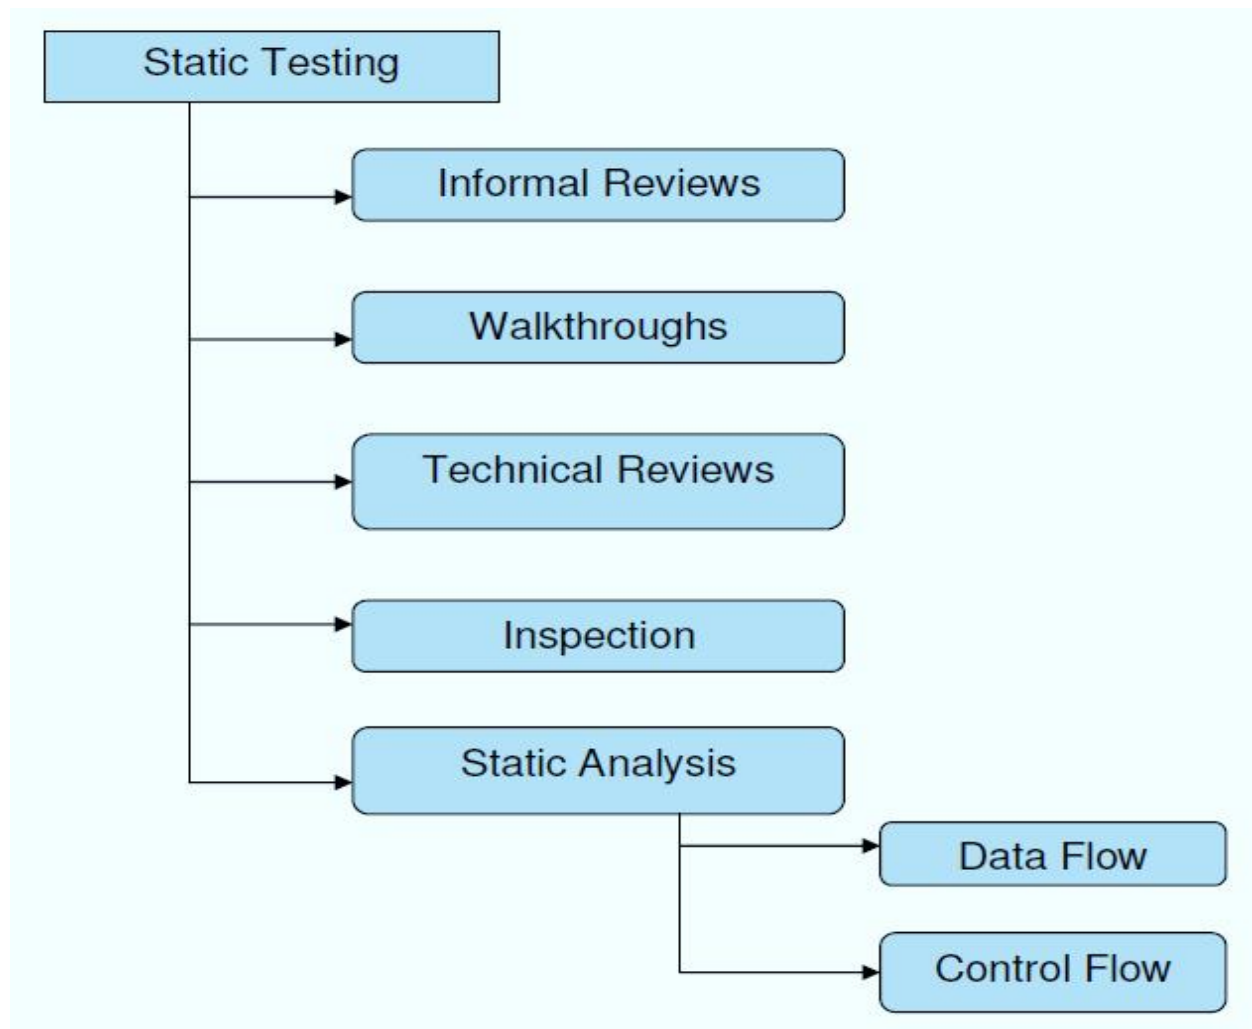 Static Testing
Informal Reviews
Walkthroughs
Technical Reviews
Inspection
Static Analysis
Data Flow
Control Flow